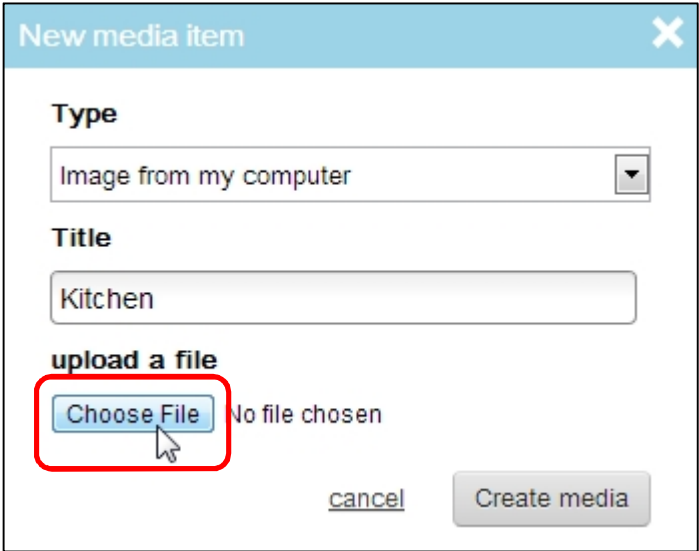 New media item
Type
Image from my computer
Title
Kitchen
upload a file
Choose File No file chosen
cancel Create media